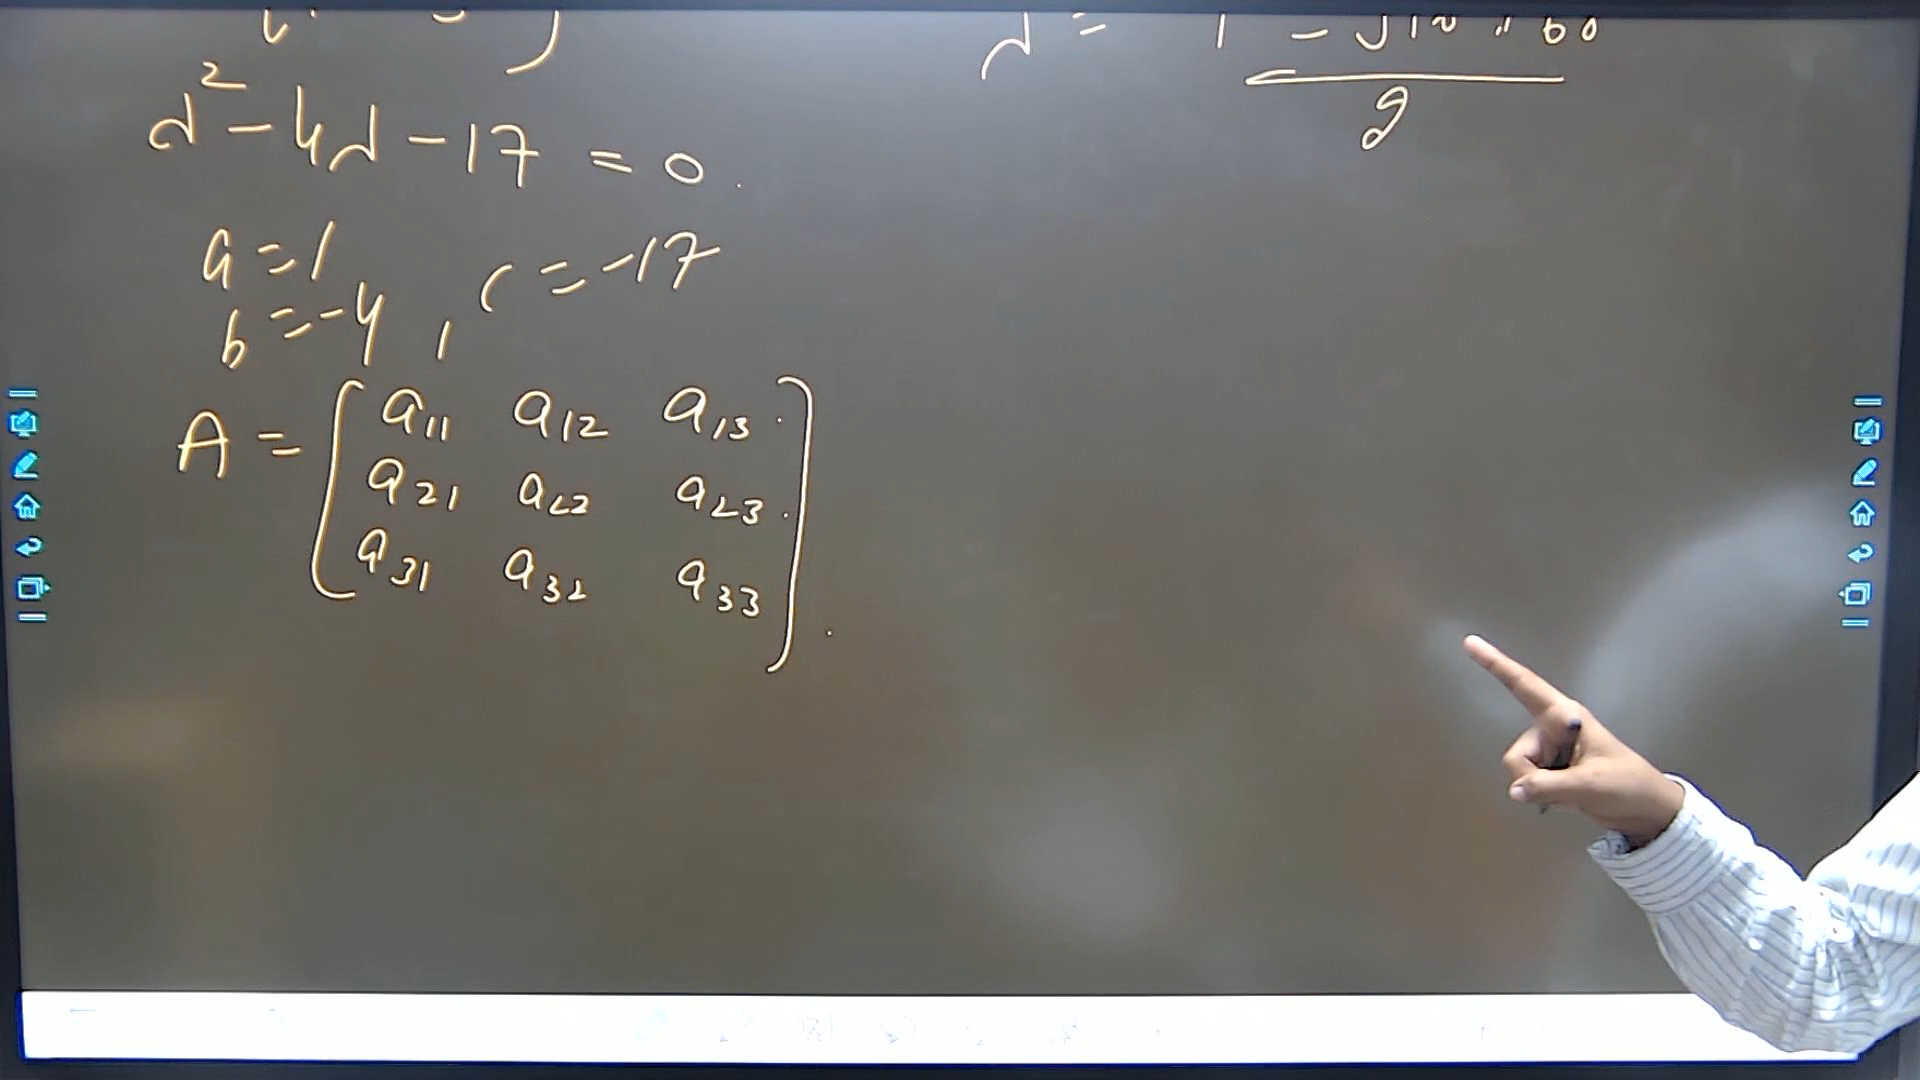 λ² - 4λ - 17 = 0.
a = 1
b = -4 , c = -17
A = [ a₁₁ a₁₂ a₁₃
a₂₁ a₂₂ a₂₃
a₃₁ a₃₂ a₃₃ ]
2